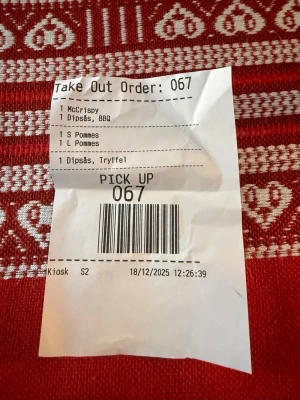 Take Out Order: 067
1 McCrispy
1 Dipsås, BBQ
1 S Pommes
1 L Pommes
1 Dipsås, Tryffel
PICK UP
067
Kiosk S2 18/12/2025 12:26:39